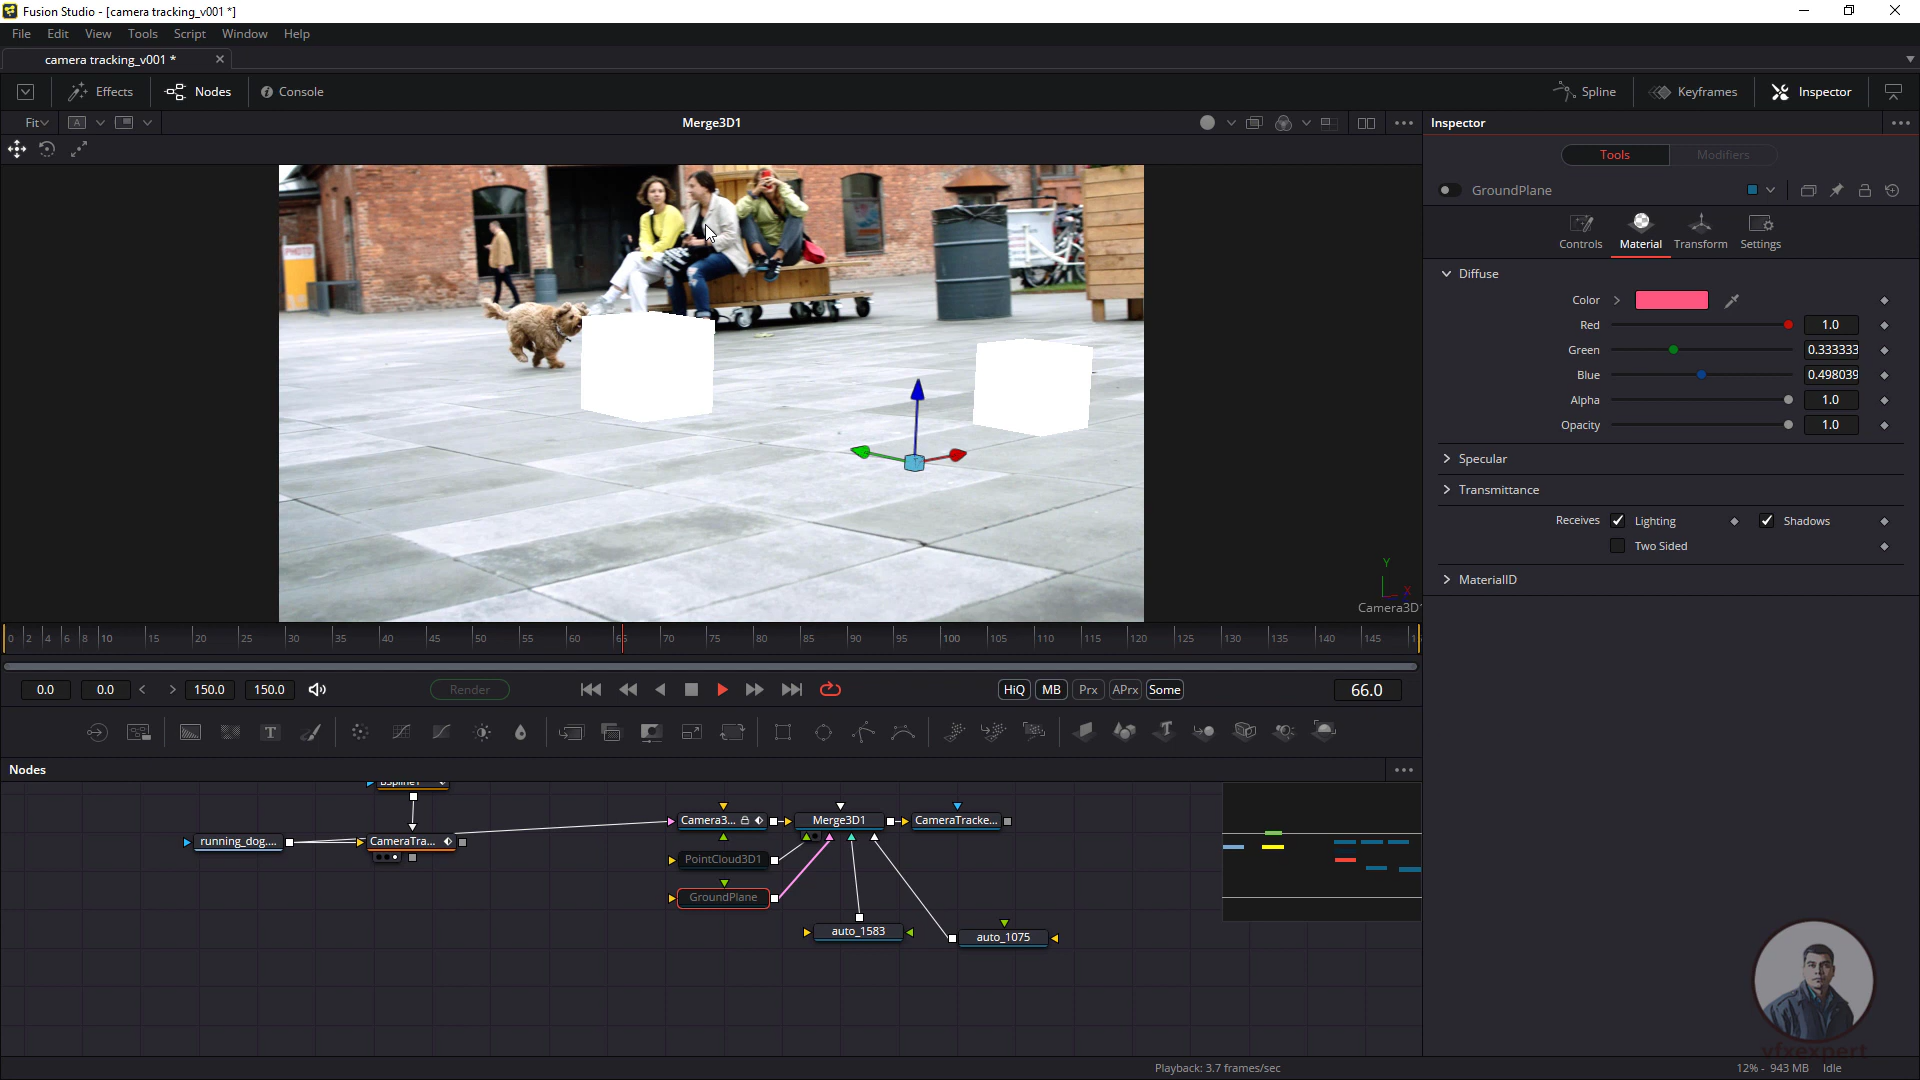 Fusion Studio - [camera tracking_v001 *]
File Edit View Tools Script Window Help
camera tracking_v001 *
Effects Nodes Console Spline Keyframes Inspector
Fit A Merge3D1
Inspector
Tools Modifiers
GroundPlane
Controls Material Transform Settings
Diffuse
Color
Red 1.0
Green 0.333333
Blue 0.498039
Alpha 1.0
Opacity 1.0
Specular
Transmittance
Receives Lighting Shadows
Two Sided
MaterialID
PHOTO
Y
X
Camera3D
0 2 4 6 8 10 15 20 25 30 35 40 45 50 55 60 70 75 80 85 90 95 100 105 110 115 120 125 130 135 140 145
0.0 0.0 150.0 150.0 Render HiQ MB Prx APrx Some 66.0
Nodes
running_dog.... CameraTra... Camera3... Merge3D1 CameraTracke...
PointCloud3D1
GroundPlane
auto_1583 auto_1075
vfxexpert
Playback: 3.7 frames/sec 12% - 943 MB Idle